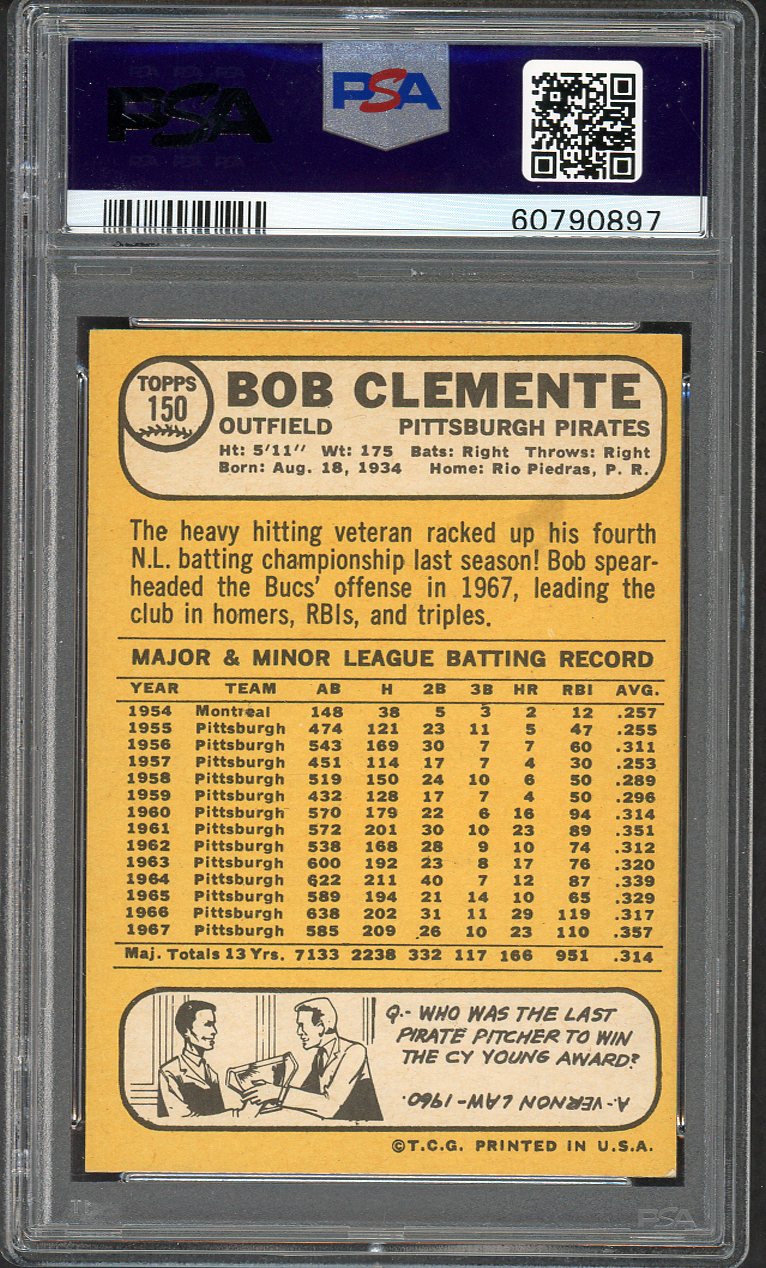 PSA PSA PSA
PSA
PSA PSA PSA
PSA
60790897
TOPPS
150
BOB CLEMENTE
OUTFIELD PITTSBURGH PIRATES
Ht: 5'11" Wt: 175 Bats: Right Throws: Right
Born: Aug. 18, 1934 Home: Rio Piedras, P. R.
The heavy hitting veteran racked up his fourth
N.L. batting championship last season! Bob spear-
headed the Bucs' offense in 1967, leading the
club in homers, RBIs, and triples.
MAJOR & MINOR LEAGUE BATTING RECORD
YEAR TEAM AB H 2B 3B HR RBI AVG.
1954 Montreal 148 38 5 3 2 12 .257
1955 Pittsburgh 474 121 23 11 5 47 .255
1956 Pittsburgh 543 169 30 7 7 60 .311
1957 Pittsburgh 451 114 17 7 4 30 .253
1958 Pittsburgh 519 150 24 10 6 50 .289
1959 Pittsburgh 432 128 17 7 4 50 .296
1960 Pittsburgh 570 179 22 6 16 94 .314
1961 Pittsburgh 572 201 30 10 23 89 .351
1962 Pittsburgh 538 168 28 9 10 74 .312
1963 Pittsburgh 600 192 23 8 17 76 .320
1964 Pittsburgh 622 211 40 7 12 87 .339
1965 Pittsburgh 589 194 21 14 10 65 .329
1966 Pittsburgh 638 202 31 11 29 119 .317
1967 Pittsburgh 585 209 26 10 23 110 .357
Maj. Totals 13 Yrs. 7133 2238 332 117 166 951 .314
Q.- WHO WAS THE LAST
PIRATE PITCHER TO WIN
THE CY YOUNG AWARD?
A.-VERNON LAW-1960.
©T.C.G. PRINTED IN U.S.A.
PSA